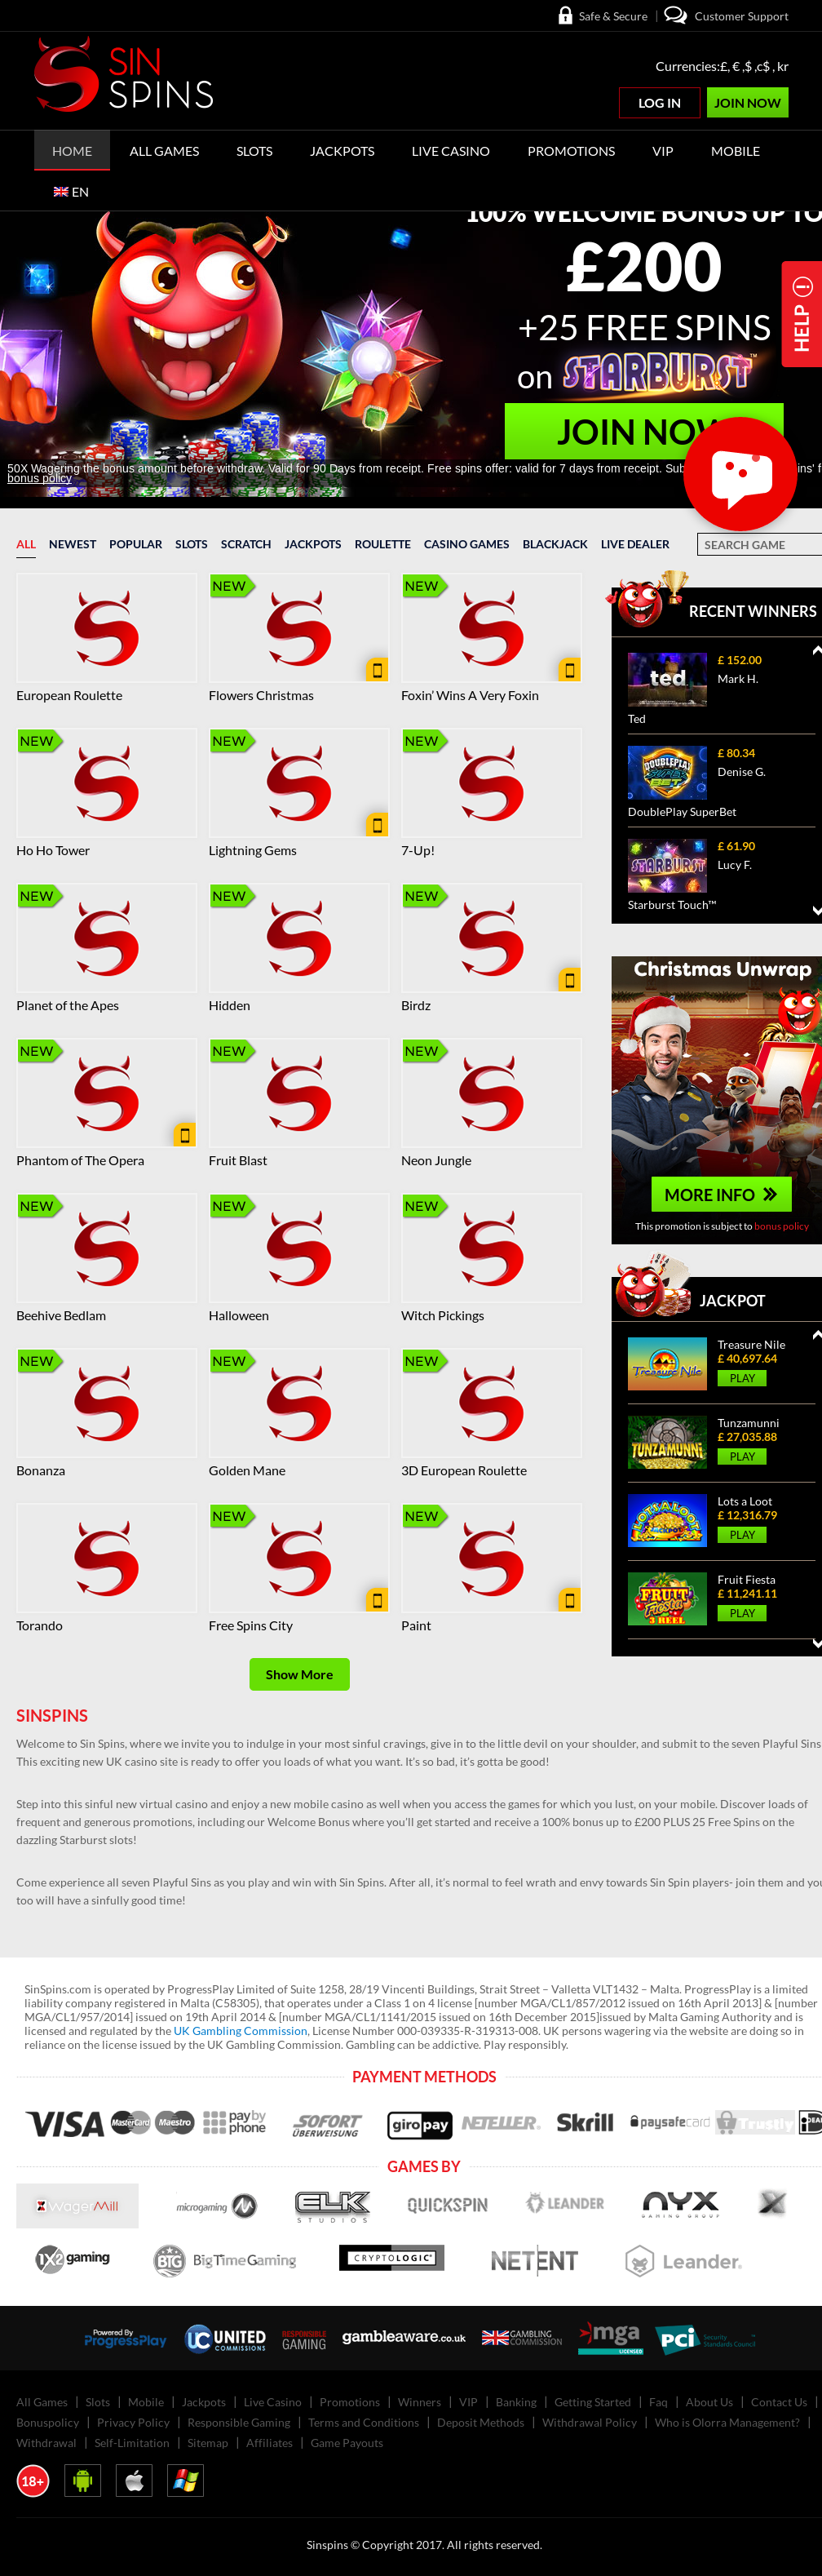 Safe & Secure | Customer Support
SIN SPINS
Currencies:£, € ,$ ,c$ , kr
LOG IN
JOIN NOW
HOME
ALL GAMES
SLOTS
JACKPOTS
LIVE CASINO
PROMOTIONS
VIP
MOBILE
EN
100% WELCOME BONUS UP TO
£200
+25 FREE SPINS
on STARBURST™
JOIN NOW
HELP
50X Wagering the bonus amount before withdraw. Valid for 90 Days from receipt. Free spins offer: valid for 7 days from receipt.
bonus policy
ALL
NEWEST
POPULAR
SLOTS
SCRATCH
JACKPOTS
ROULETTE
CASINO GAMES
BLACKJACK
LIVE DEALER
SEARCH GAME
NEW
NEW
European Roulette
Flowers Christmas
Foxin' Wins A Very Foxin
NEW
NEW
NEW
Ho Ho Tower
Lightning Gems
7-Up!
NEW
NEW
NEW
Planet of the Apes
Hidden
Birdz
NEW
NEW
NEW
Phantom of The Opera
Fruit Blast
Neon Jungle
NEW
NEW
NEW
Beehive Bedlam
Halloween
Witch Pickings
NEW
NEW
NEW
Bonanza
Golden Mane
3D European Roulette
NEW
NEW
Torando
Free Spins City
Paint
Show More
RECENT WINNERS
ted
£ 152.00
Mark H.
Ted
DOUBLEPLAY SUPER BET
£ 80.34
Denise G.
DoublePlay SuperBet
STARBURST
£ 61.90
Lucy F.
Starburst Touch™
Christmas Unwrap
MORE INFO
This promotion is subject to bonus policy
JACKPOT
Treasure Nile
Treasure Nile
£ 40,697.64
PLAY
TUNZAMUNNI
Tunzamunni
£ 27,035.88
PLAY
LOTSALOOT
Lots a Loot
£ 12,316.79
PLAY
FRUIT Fiesta 3 REEL
Fruit Fiesta
£ 11,241.11
PLAY
SINSPINS
Welcome to Sin Spins, where we invite you to indulge in your most sinful cravings, give in to the little devil on your shoulder, and submit to the seven Playful Sins
This exciting new UK casino site is ready to offer you loads of what you want. It's so bad, it's gotta be good!
Step into this sinful new virtual casino and enjoy a new mobile casino as well when you access the games for which you lust, on your mobile. Discover loads of
frequent and generous promotions, including our Welcome Bonus where you'll get started and receive a 100% bonus up to £200 PLUS 25 Free Spins on the
dazzling Starburst slots!
Come experience all seven Playful Sins as you play and win with Sin Spins. After all, it's normal to feel wrath and envy towards Sin Spin players- join them and you
too will have a sinfully good time!
SinSpins.com is operated by ProgressPlay Limited of Suite 1258, 28/19 Vincenti Buildings, Strait Street – Valletta VLT1432 – Malta. ProgressPlay is a limited
liability company registered in Malta (C58305), that operates under a Class 1 on 4 license [number MGA/CL1/857/2012 issued on 16th April 2013] & [number
MGA/CL1/957/2014] issued on 19th April 2014 & [number MGA/CL1/1141/2015 issued on 16th December 2015]issued by Malta Gaming Authority and is
licensed and regulated by the UK Gambling Commission, License Number 000-039335-R-319313-008. UK persons wagering via the website are doing so in
reliance on the license issued by the UK Gambling Commission. Gambling can be addictive. Play responsibly.
PAYMENT METHODS
VISA MasterCard Maestro pay by phone SOFORT ÜBERWEISUNG giropay NETELLER Skrill paysafecard Trustly iDEAL
GAMES BY
WagerMill microgaming ELK STUDIOS QUICKSPIN LEANDER NYX GAMING GROUP
1X2 gaming BTG BigTimeGaming CRYPTOLOGIC NETENT Leander
Powered By ProgressPlay
UC UNITED COMMISSIONS
RESPONSIBLE GAMING
gambleaware.co.uk
GAMBLING COMMISSION
mga LICENSED
PCI Security Standards Council
All Games | Slots | Mobile | Jackpots | Live Casino | Promotions | Winners | VIP | Banking | Getting Started | Faq | About Us | Contact Us |
Bonuspolicy | Privacy Policy | Responsible Gaming | Terms and Conditions | Deposit Methods | Withdrawal Policy | Who is Olorra Management? |
Withdrawal | Self-Limitation | Sitemap | Affiliates | Game Payouts
18+
Sinspins © Copyright 2017. All rights reserved.